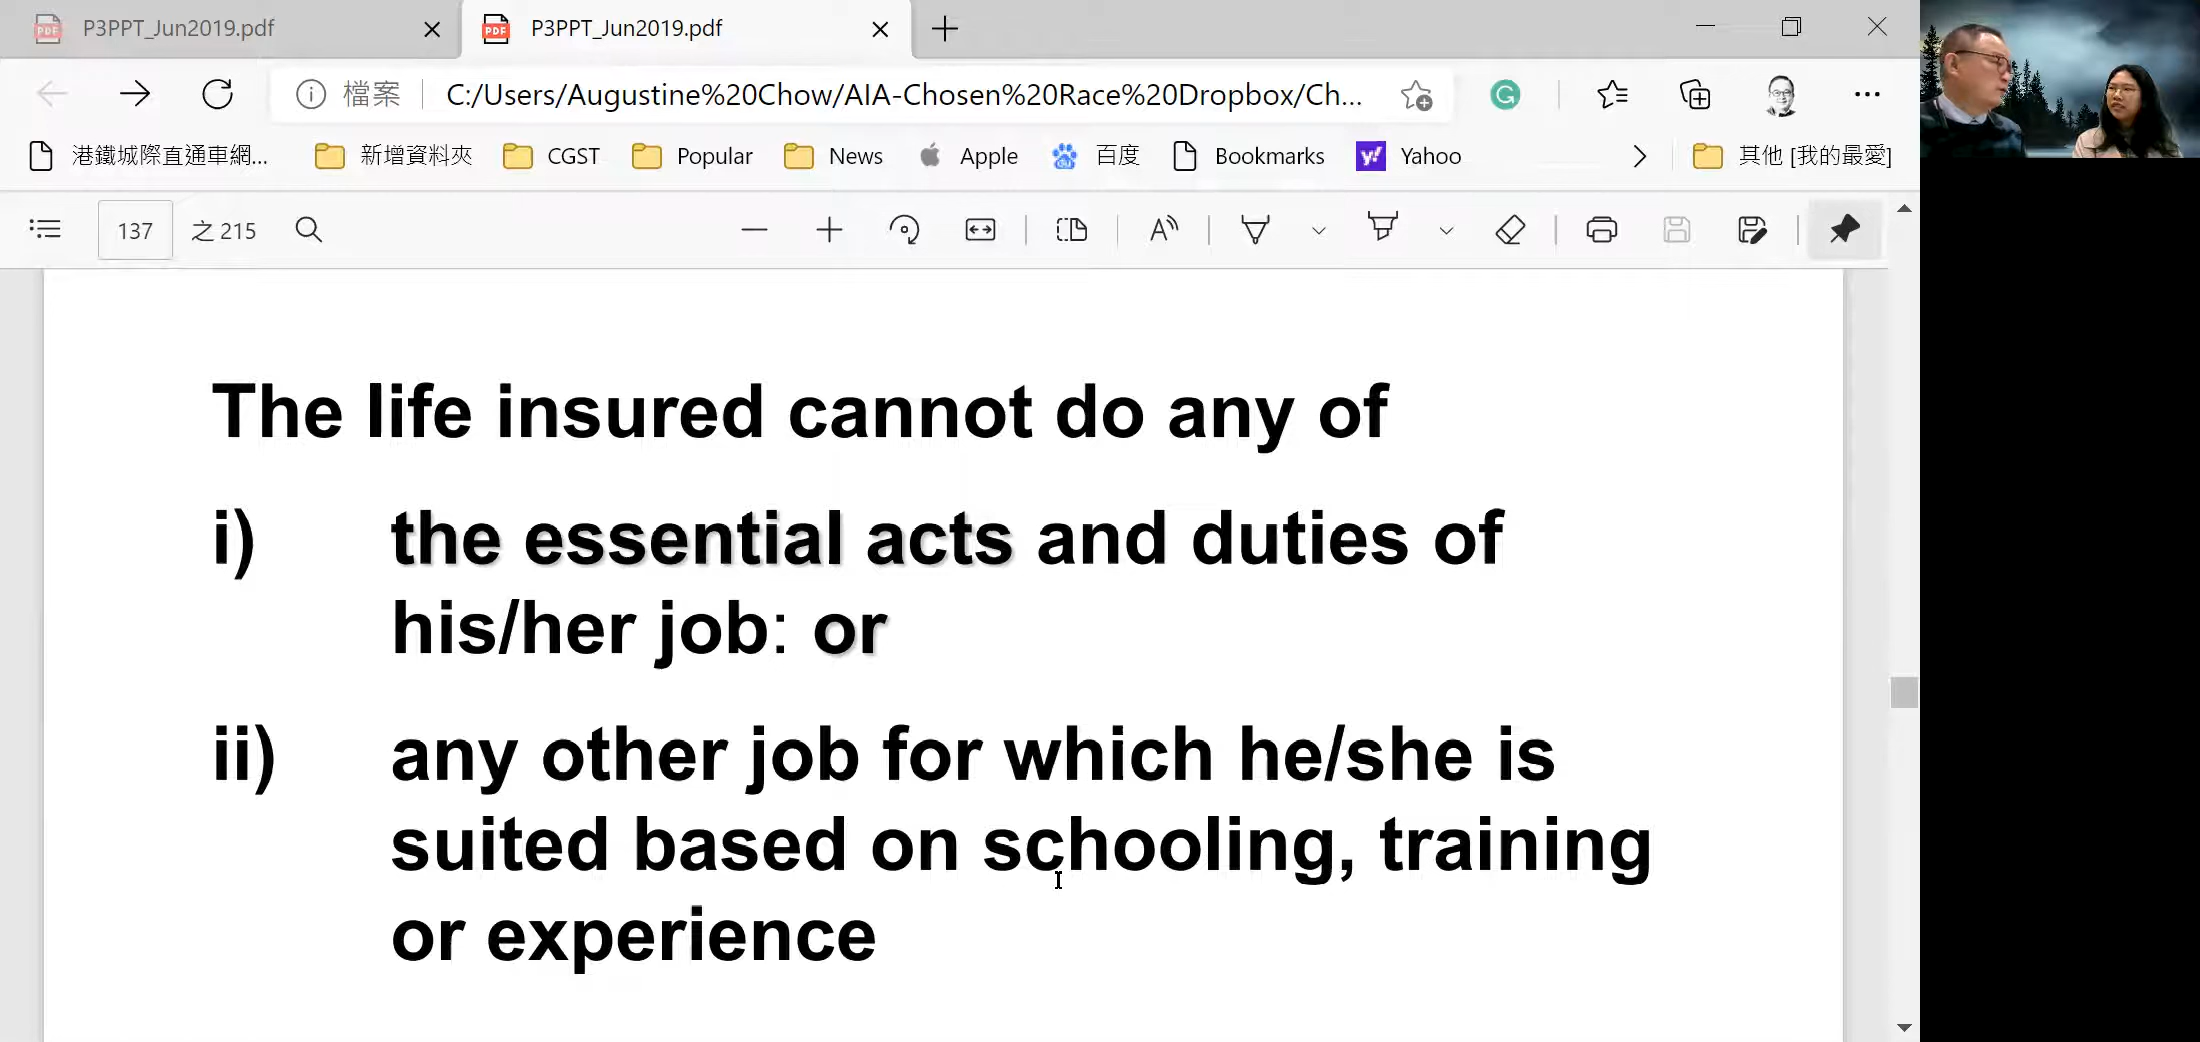 P3PPT_Jun2019.pdf
P3PPT_Jun2019.pdf
檔案
C:/Users/Augustine%20Chow/AIA-Chosen%20Race%20Dropbox/Ch...
港鐵城際直通車網...
新增資料夾
CGST
Popular
News
Apple
百度
Bookmarks
Yahoo
其他 [我的最愛]
137
之 215
The life insured cannot do any of
i) the essential acts and duties of
his/her job: or
ii) any other job for which he/she is
suited based on schooling, training
or experience